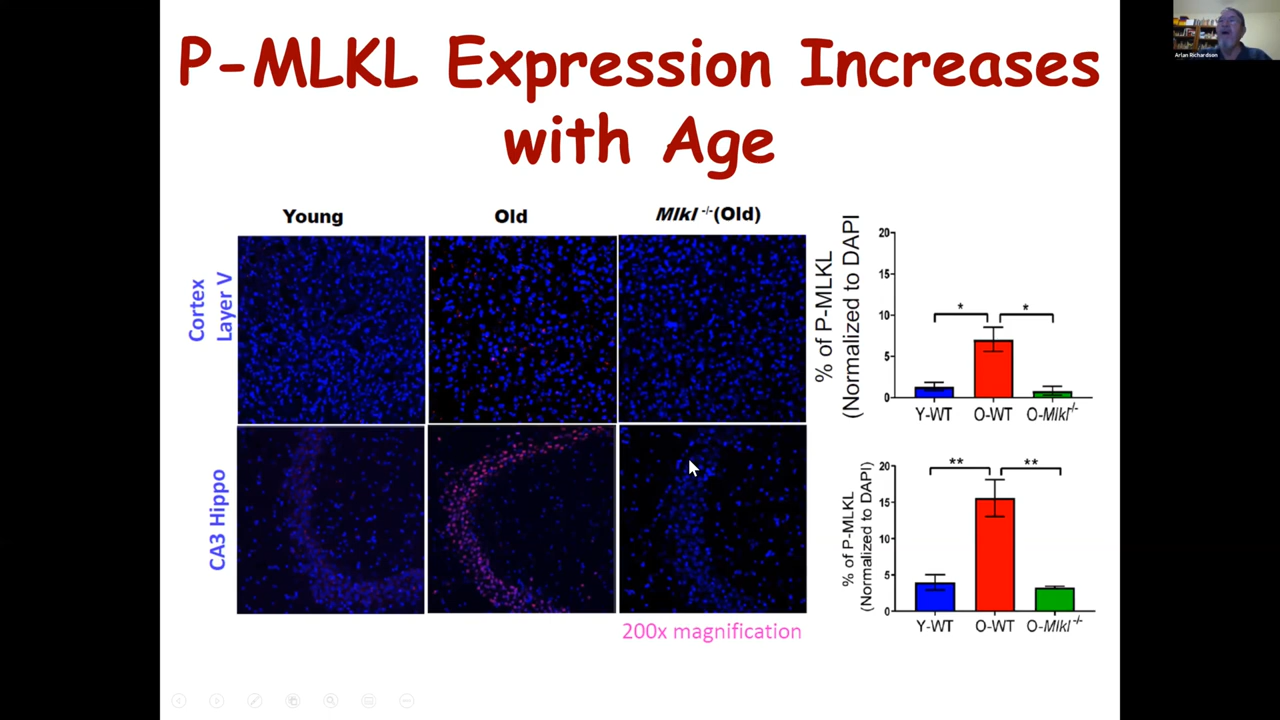 P-MLKL Expression Increases
with Age
Arlan Richardson
Young
Old
Mlkl -/-(Old)
Cortex
Layer V
CA3 Hippo
200x magnification
% of P-MLKL
(Normalized to DAPI
20
15
10
5
0
*
*
Y-WT
O-WT
O-Mlkl-/-
% of P-MLKL
(Normalized to DAPI)
20
15
10
5
0
**
**
Y-WT
O-WT
O-Mlkl-/-